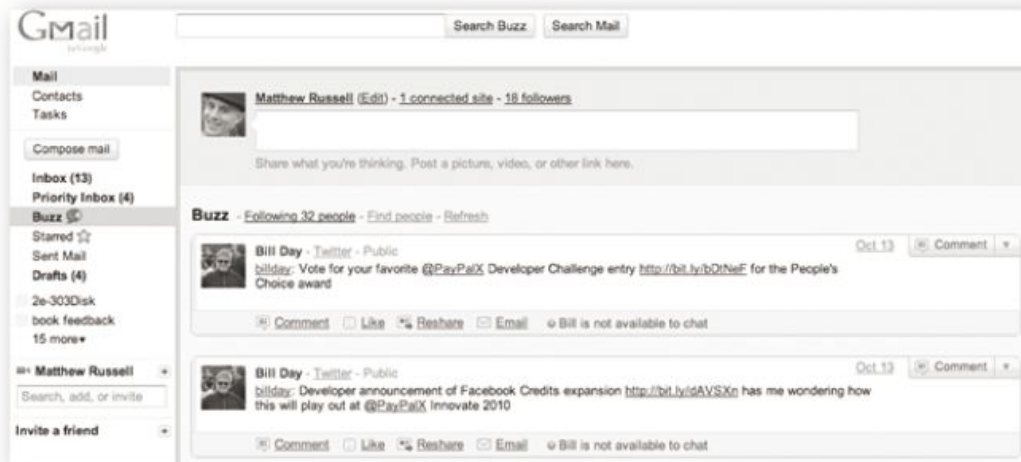 Gmail
by Google
Search Buzz
Search Mail
Mail
Contacts
Tasks
Compose mail
Inbox (13)
Priority Inbox (4)
Buzz
Starred
Sent Mail
Drafts (4)
2e-303Disk
book feedback
15 more
Matthew Russell
Search, add, or invite
Invite a friend
Matthew Russell (Edit) - 1 connected site - 18 followers
Share what you're thinking. Post a picture, video, or other link here.
Buzz - Following 32 people - Find people - Refresh
Bill Day - Twitter - Public
Oct 13
Comment
billday: Vote for your favorite @PayPalX Developer Challenge entry http://bit.ly/bDtNeF for the People's
Choice award
Comment Like Reshare Email Bill is not available to chat
Bill Day - Twitter - Public
Oct 13
Comment
billday: Developer announcement of Facebook Credits expansion http://bit.ly/dAVSXn has me wondering how
this will play out at @PayPalX Innovate 2010
Comment Like Reshare Email Bill is not available to chat